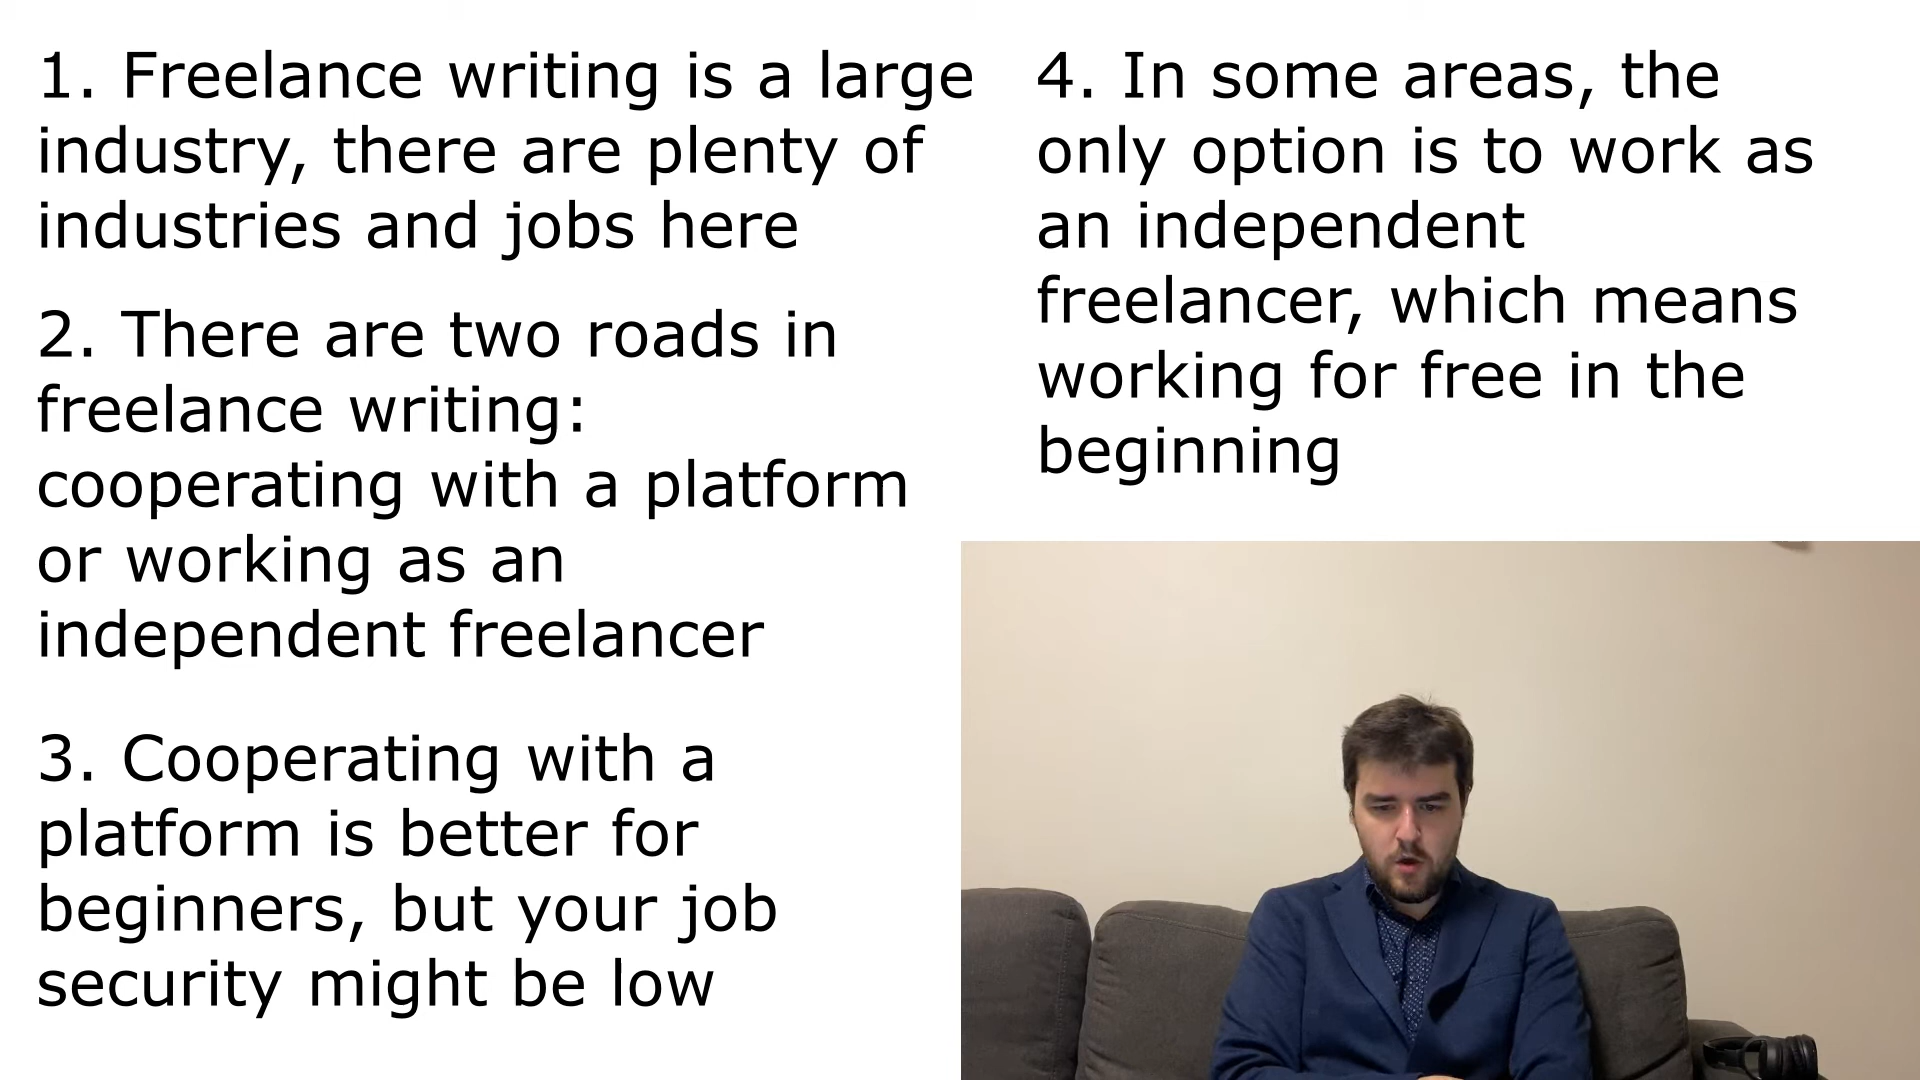 1. Freelance writing is a large
industry, there are plenty of
industries and jobs here
2. There are two roads in
freelance writing:
cooperating with a platform
or working as an
independent freelancer
3. Cooperating with a
platform is better for
beginners, but your job
security might be low
4. In some areas, the
only option is to work as
an independent
freelancer, which means
working for free in the
beginning